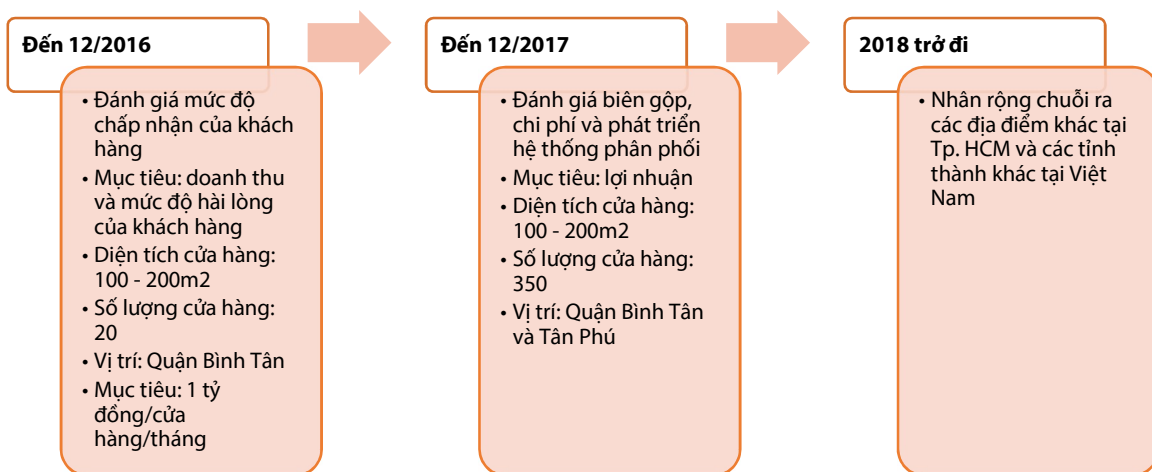 Đến 12/2016
• Đánh giá mức độ
chấp nhận của khách
hàng
• Mục tiêu: doanh thu
và mức độ hài lòng
của khách hàng
• Diện tích cửa hàng:
100 - 200m2
• Số lượng cửa hàng:
20
• Vị trí: Quận Bình Tân
• Mục tiêu: 1 tỷ
đồng/cửa
hàng/tháng
Đến 12/2017
• Đánh giá biên gộp,
chi phí và phát triển
hệ thống phân phối
• Mục tiêu: lợi nhuận
• Diện tích cửa hàng:
100 - 200m2
• Số lượng cửa hàng:
350
• Vị trí: Quận Bình Tân
và Tân Phú
2018 trở đi
• Nhân rộng chuỗi ra
các địa điểm khác tại
Tp. HCM và các tỉnh
thành khác tại Việt
Nam